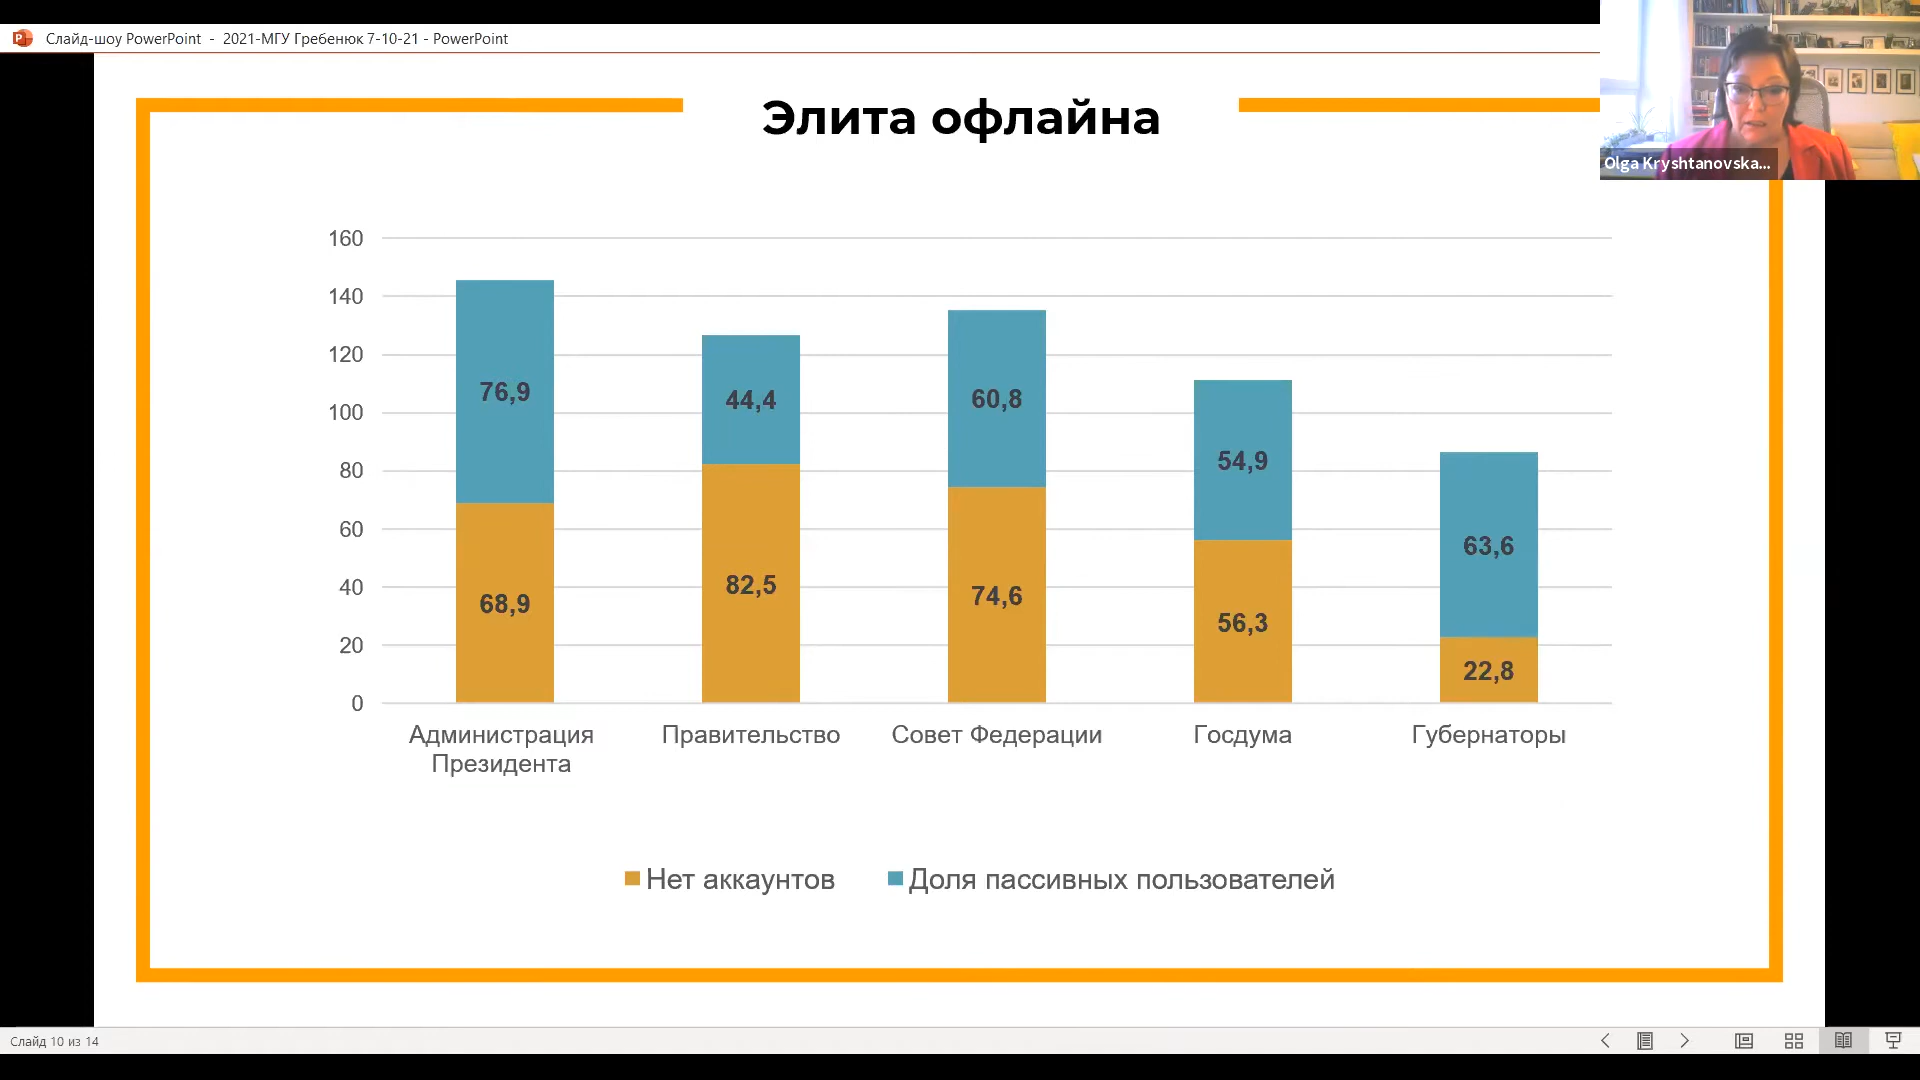 Слайд-шоу PowerPoint - 2021-МГУ Гребенюк 7-10-21 - PowerPoint
Olga Kryshtanovska...
Элита офлайна
160
140
120
100
80
60
40
20
0
76,9
44,4
60,8
54,9
63,6
68,9
82,5
74,6
56,3
22,8
Администрация
Президента
Правительство
Совет Федерации
Госдума
Губернаторы
Нет аккаунтов
Доля пассивных пользователей
Слайд 10 из 14